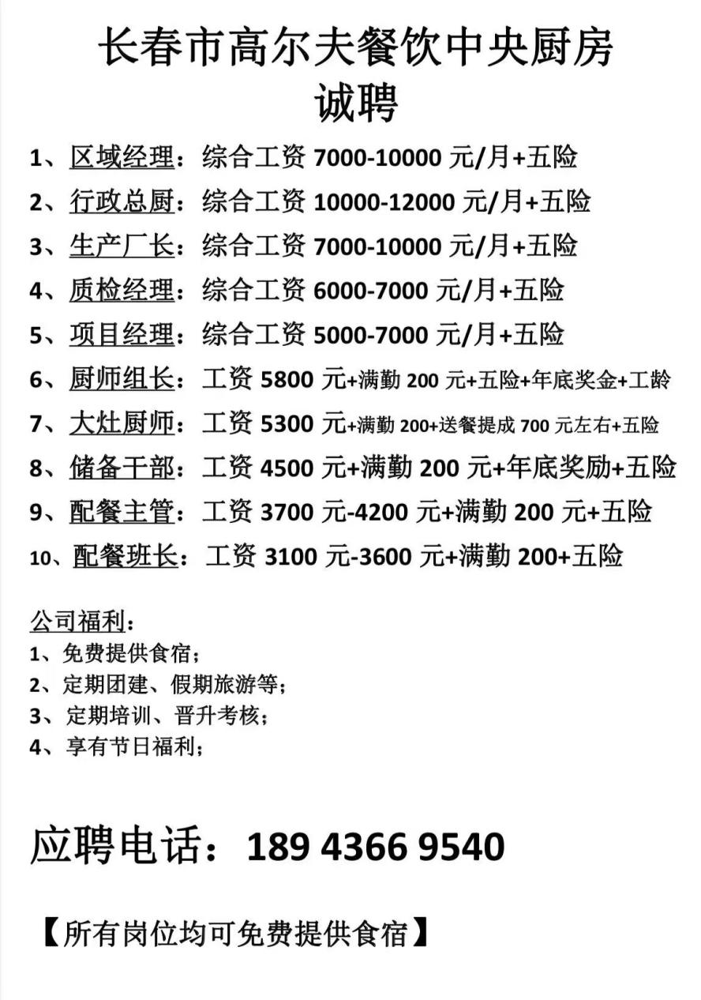 长春市高尔夫餐饮中央厨房
诚聘
1、区域经理：综合工资 7000-10000 元/月+五险
2、行政总厨：综合工资 10000-12000 元/月+五险
3、生产厂长：综合工资 7000-10000 元/月+五险
4、质检经理：综合工资 6000-7000 元/月+五险
5、项目经理：综合工资 5000-7000 元/月+五险
6、厨师组长：工资 5800 元+满勤 200 元+五险+年底奖金+工龄
7、大灶厨师：工资 5300 元+满勤 200+送餐提成 700 元左右+五险
8、储备干部：工资 4500 元+满勤 200 元+年底奖励+五险
9、配餐主管：工资 3700 元-4200 元+满勤 200 元+五险
10、配餐班长：工资 3100 元-3600 元+满勤 200+五险
公司福利：
1、免费提供食宿；
2、定期团建、假期旅游等；
3、定期培训、晋升考核；
4、享有节日福利；
应聘电话：189 4366 9540
【所有岗位均可免费提供食宿】